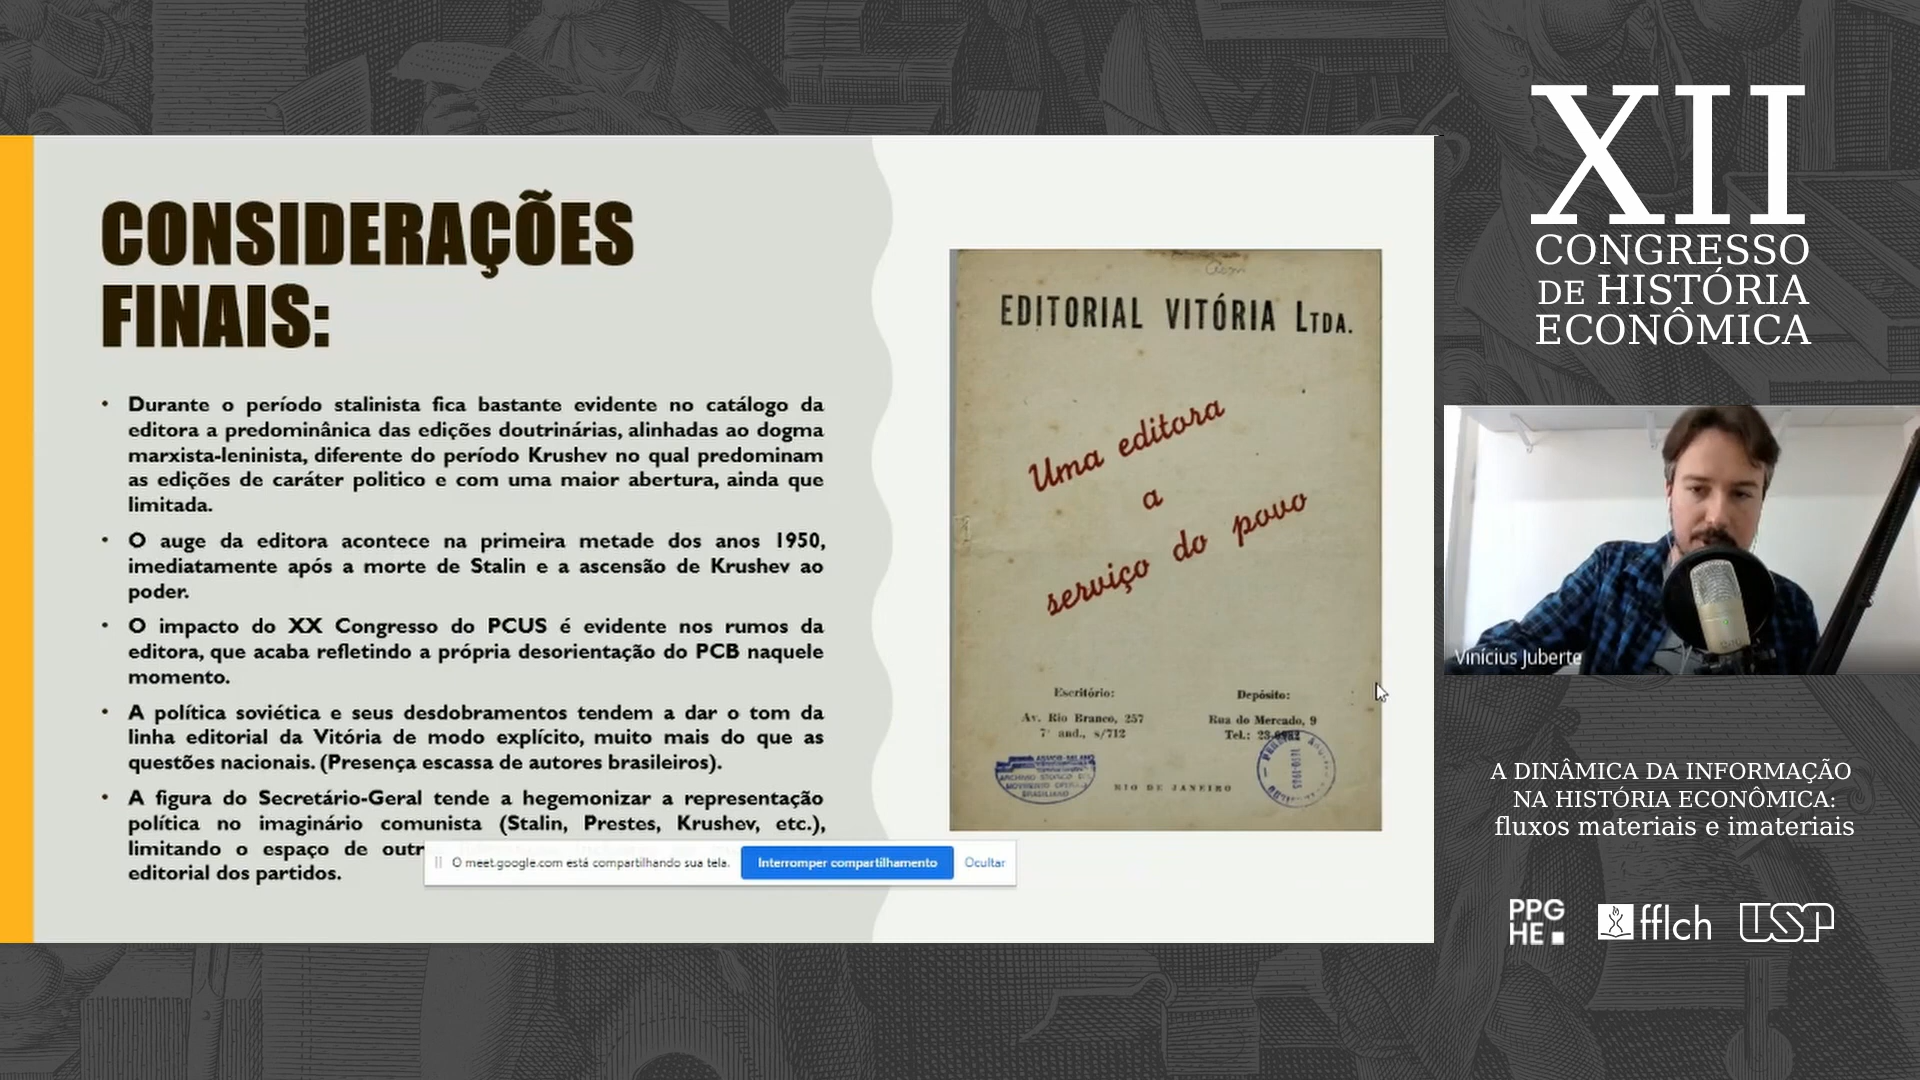 CONSIDERAÇÕES
FINAIS:
• Durante o período stalinista fica bastante evidente no catálogo da
editora a predominânica das edições doutrinárias, alinhadas ao dogma
marxista-leninista, diferente do período Krushev no qual predominam
as edições de caráter politico e com uma maior abertura, ainda que
limitada.
• O auge da editora acontece na primeira metade dos anos 1950,
imediatamente após a morte de Stalin e a ascensão de Krushev ao
poder.
• O impacto do XX Congresso do PCUS é evidente nos rumos da
editora, que acaba refletindo a própria desorientação do PCB naquele
momento.
• A política soviética e seus desdobramentos tendem a dar o tom da
linha editorial da Vitória de modo explícito, muito mais do que as
questões nacionais. (Presença escassa de autores brasileiros).
• A figura do Secretário-Geral tende a hegemonizar a representação
política no imaginário comunista (Stalin, Prestes, Krushev, etc.),
limitando o espaço de outr
editorial dos partidos.
O meet.google.com está compartilhando sua tela.
Interromper compartilhamento
Ocultar
EDITORIAL VITÓRIA LTDA.
Uma editora
a
serviço do povo
Escritório:
Av. Rio Branco, 257
7º and., s/712
Depósito:
Rua do Mercado, 9
Tel.:
RIO DE JANEIRO
XII
CONGRESSO
DE HISTÓRIA
ECONÔMICA
Vinícius Juberte
A DINÂMICA DA INFORMAÇÃO
NA HISTÓRIA ECONÔMICA:
fluxos materiais e imateriais
PPG
HE
fflch
USP